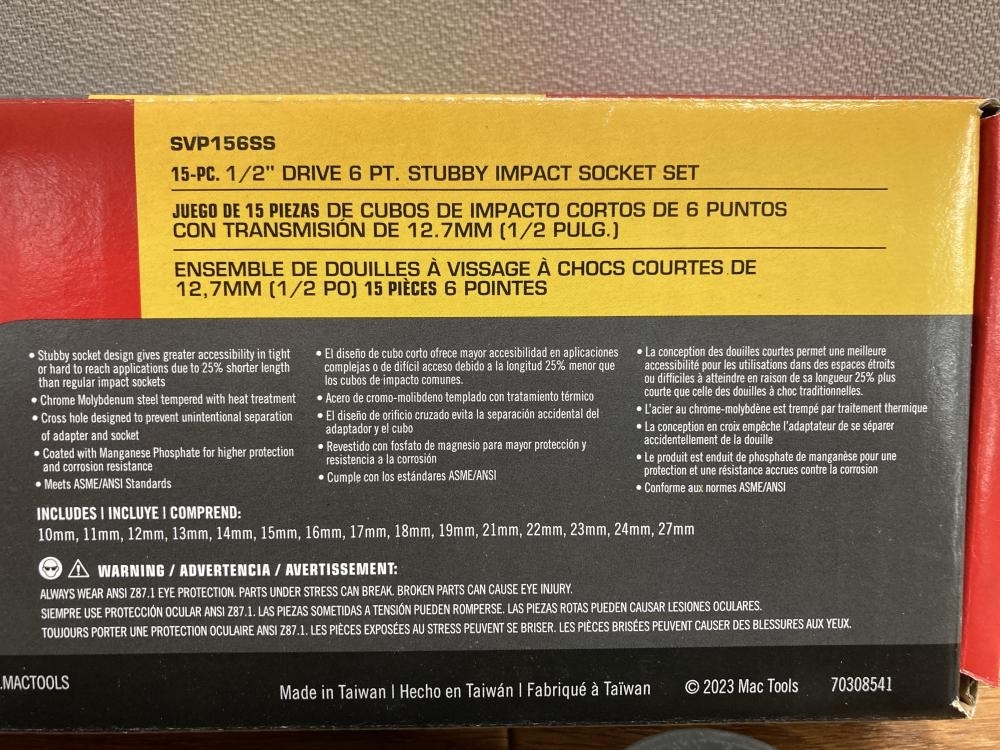 SVP156SS
15-PC. 1/2" DRIVE 6 PT. STUBBY IMPACT SOCKET SET
JUEGO DE 15 PIEZAS DE CUBOS DE IMPACTO CORTOS DE 6 PUNTOS
CON TRANSMISIÓN DE 12.7MM (1/2 PULG.)
ENSEMBLE DE DOUILLES À VISSAGE À CHOCS COURTES DE
12,7MM (1/2 PO) 15 PIÈCES 6 POINTES
• Stubby socket design gives greater accessibility in tight
or hard to reach applications due to 25% shorter length
than regular impact sockets
• Chrome Molybdenum steel tempered with heat treatment
• Cross hole designed to prevent unintentional separation
of adapter and socket
• Coated with Manganese Phosphate for higher protection
and corrosion resistance
• Meets ASME/ANSI Standards
• El diseño de cubo corto ofrece mayor accesibilidad en aplicaciones
complejas o de difícil acceso debido a la longitud 25% menor que
los cubos de impacto comunes.
• Acero de cromo-molibdeno templado con tratamiento térmico
• El diseño de orificio cruzado evita la separación accidental del
adaptador y el cubo
• Revestido con fosfato de magnesio para mayor protección y
resistencia a la corrosión
• Cumple con los estándares ASME/ANSI
• La conception des douilles courtes permet une meilleure
accessibilité pour les utilisations dans des espaces étroits
ou difficiles à atteindre en raison de sa longueur 25% plus
courte que celle des douilles à choc traditionnelles.
• L'acier au chrome-molybdène est trempé par traitement thermique
• La conception en croix empêche l'adaptateur de se séparer
accidentellement de la douille
• Le produit est enduit de phosphate de manganèse pour une
protection et une résistance accrues contre la corrosion
• Conforme aux normes ASME/ANSI
INCLUDES | INCLUYE | COMPREND:
10mm, 11mm, 12mm, 13mm, 14mm, 15mm, 16mm, 17mm, 18mm, 19mm, 21mm, 22mm, 23mm, 24mm, 27mm
WARNING / ADVERTENCIA / AVERTISSEMENT:
ALWAYS WEAR ANSI Z87.1 EYE PROTECTION. PARTS UNDER STRESS CAN BREAK. BROKEN PARTS CAN CAUSE EYE INJURY.
SIEMPRE USE PROTECCIÓN OCULAR ANSI Z87.1. LAS PIEZAS SOMETIDAS A TENSIÓN PUEDEN ROMPERSE. LAS PIEZAS ROTAS PUEDEN CAUSAR LESIONES OCULARES.
TOUJOURS PORTER UNE PROTECTION OCULAIRE ANSI Z87.1. LES PIÈCES EXPOSÉES AU STRESS PEUVENT SE BRISER. LES PIÈCES BRISÉES PEUVENT CAUSER DES BLESSURES AUX YEUX.
.MACTOOLS
Made in Taiwan | Hecho en Taiwán | Fabriqué à Taïwan
© 2023 Mac Tools
70308541